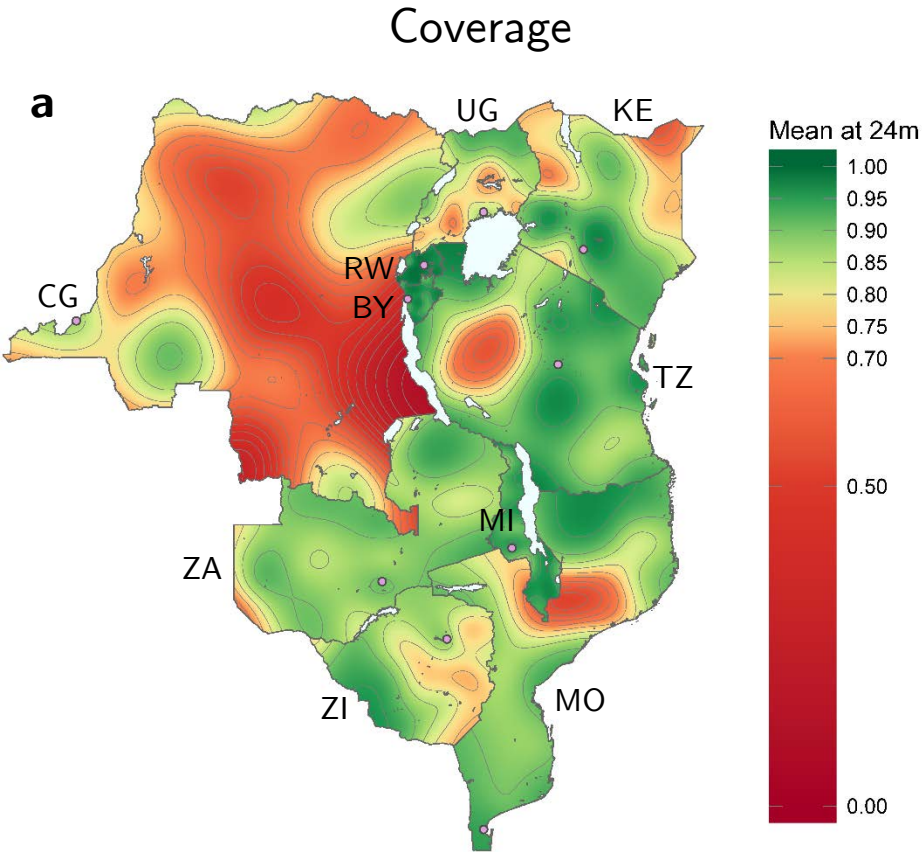 Coverage
a
UG
KE
Mean at 24m
1.00
0.95
0.90
0.85
0.80
0.75
0.70
0.50
0.00
RW
CG
BY
TZ
MI
ZA
ZI
MO